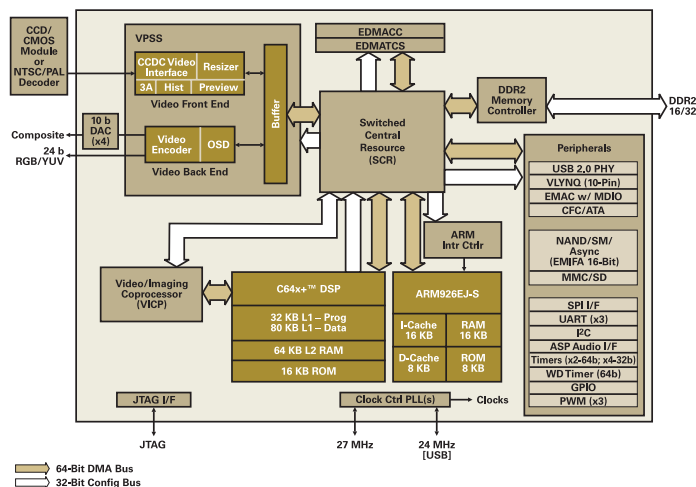 CCD/
CMOS
Module
or
NTSC/PAL
Decoder
VPSS
CCDC Video
Interface
Resizer
3A
Hist
Preview
Video Front End
Buffer
10 b
DAC
(x4)
Composite
24 b
RGB/YUV
Video
Encoder
OSD
Video Back End
EDMACC
EDMATCS
Switched
Central
Resource
(SCR)
DDR2
Memory
Controller
DDR2
16/32
Peripherals
USB 2.0 PHY
VLYNQ (10-Pin)
EMAC w/ MDIO
CFC/ATA
NAND/SM/
Async
(EMIFA 16-Bit)
MMC/SD
SPI I/F
UART (x3)
I²C
ASP Audio I/F
Timers (x2-64b; x4-32b)
WD Timer (64b)
GPIO
PWM (x3)
ARM
Intr Ctrlr
Video/Imaging
Coprocessor
(VICP)
C64x+™ DSP
32 KB L1 – Prog
80 KB L1 – Data
64 KB L2 RAM
16 KB ROM
ARM926EJ-S
I-Cache
16 KB
RAM
16 KB
D-Cache
8 KB
ROM
8 KB
JTAG I/F
JTAG
Clock Ctrl PLL(s)
Clocks
27 MHz
24 MHz
[USB]
64-Bit DMA Bus
32-Bit Config Bus